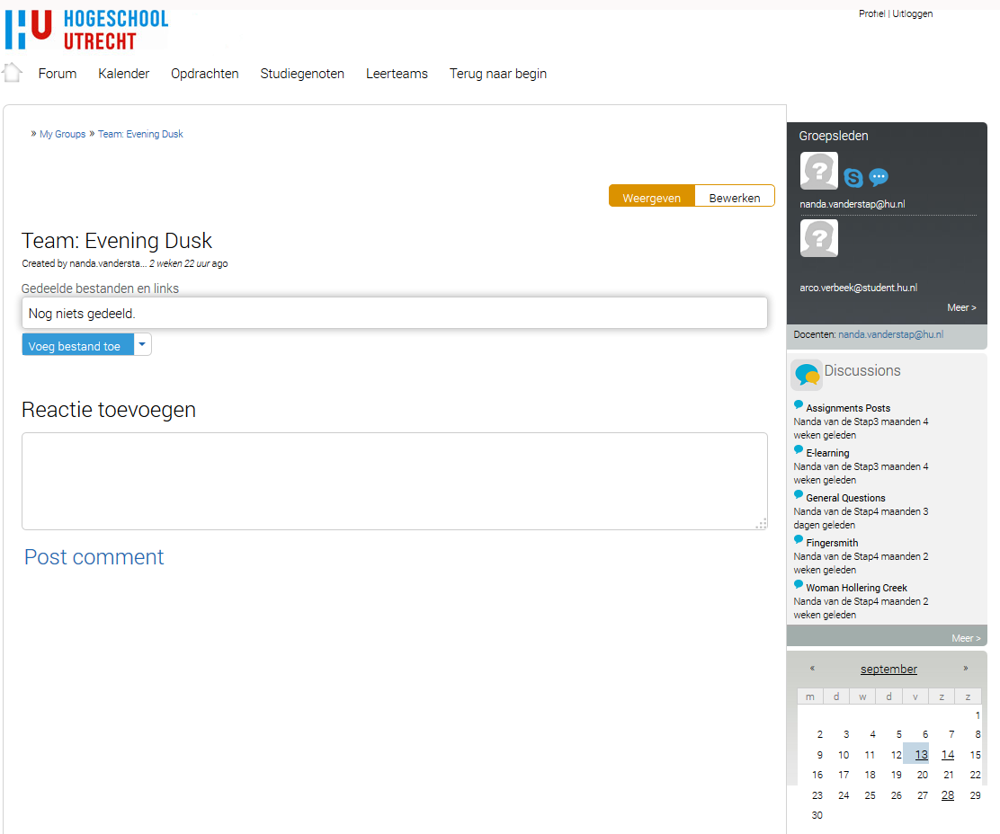 Profiel | Uitloggen
HU HOGESCHOOL
UTRECHT
Forum Kalender Opdrachten Studiegenoten Leerteams Terug naar begin
» My Groups » Team: Evening Dusk
Weergeven Bewerken
Team: Evening Dusk
Created by nanda.vandersta... 2 weken 22 uur ago
Gedeelde bestanden en links
Nog niets gedeeld.
Voeg bestand toe
Reactie toevoegen
Post comment
Groepsleden
?
nanda.vanderstap@hu.nl
?
arco.verbeek@student.hu.nl
Meer >
Docenten: nanda.vanderstap@hu.nl
Discussions
Assignments Posts
Nanda van de Stap3 maanden 4
weken geleden
E-learning
Nanda van de Stap3 maanden 4
weken geleden
General Questions
Nanda van de Stap4 maanden 3
dagen geleden
Fingersmith
Nanda van de Stap4 maanden 2
weken geleden
Woman Hollering Creek
Nanda van de Stap4 maanden 2
weken geleden
Meer >
« september »
m d w d v z z
1
2 3 4 5 6 7 8
9 10 11 12 13 14 15
16 17 18 19 20 21 22
23 24 25 26 27 28 29
30